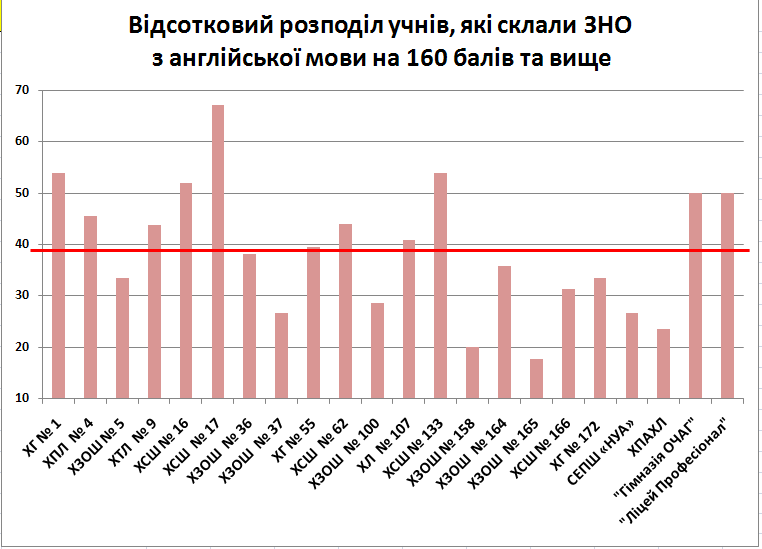 Відсотковий розподіл учнів, які склали ЗНО
з англійської мови на 160 балів та вище
70
60
50
40
30
20
10
ХГ № 1
ХПЛ № 4
ХЗОШ № 5
ХТЛ № 9
ХСШ № 16
ХСШ № 17
ХЗОШ № 36
ХЗОШ № 37
ХГ № 55
ХСШ № 62
ХЗОШ № 100
ХЛ № 107
ХСШ № 133
ХЗОШ № 158
ХЗОШ № 164
ХЗОШ № 165
ХСШ № 166
ХГ № 172
СЕПШ «НУА»
ХПАХЛ
"Гімназія ОЧАГ"
"Ліцей Професіонал"